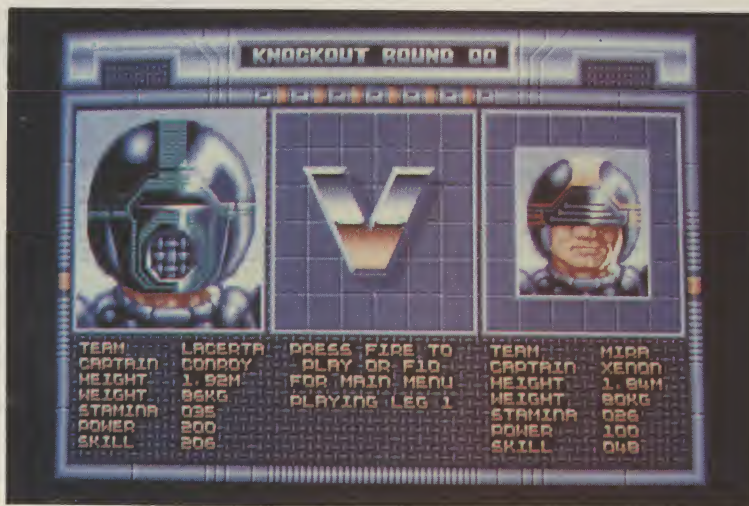 KNOCKOUT ROUND 00
V
TEAM LACERTA
CAPTAIN CONROY
HEIGHT 1.92M
WEIGHT 86KG
STAMINA 035
POWER 200
SKILL 206
PRESS FIRE TO
PLAY OR F10
FOR MAIN MENU
PLAYING LEG 1
TEAM MIRA
CAPTAIN XENON
HEIGHT 1.84M
WEIGHT 80KG
STAMINA 026
POWER 100
SKILL 048